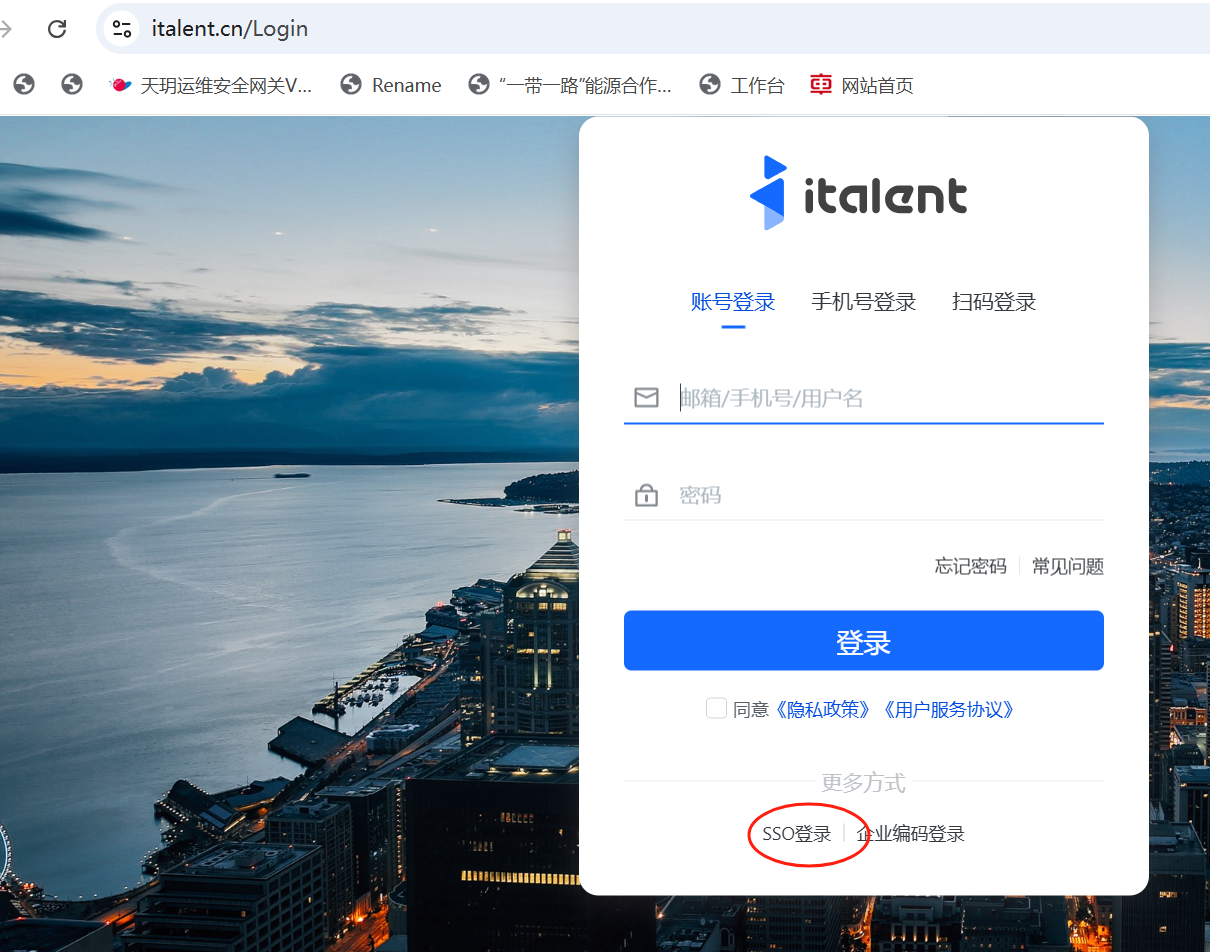 italent.cn/Login
天玥运维安全网关V... Rename “一带一路”能源合作... 工作台 网站首页
italent
账号登录 手机号登录 扫码登录
邮箱/手机号/用户名
密码
忘记密码 常见问题
登录
同意《隐私政策》《用户服务协议》
更多方式
SSO登录 企业编码登录